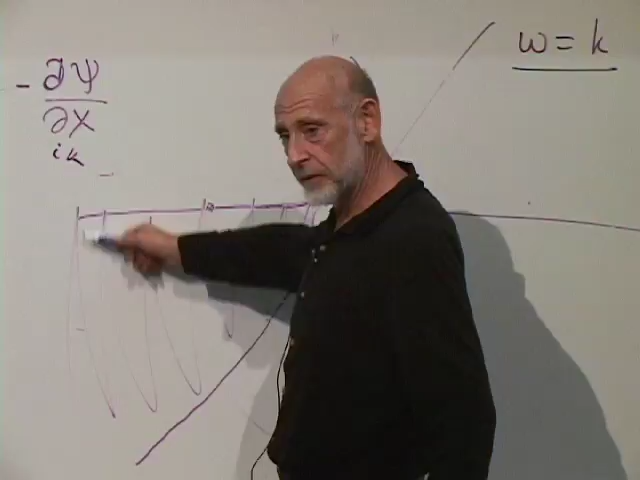 - ∂ψ
∂x
ik
ω = k